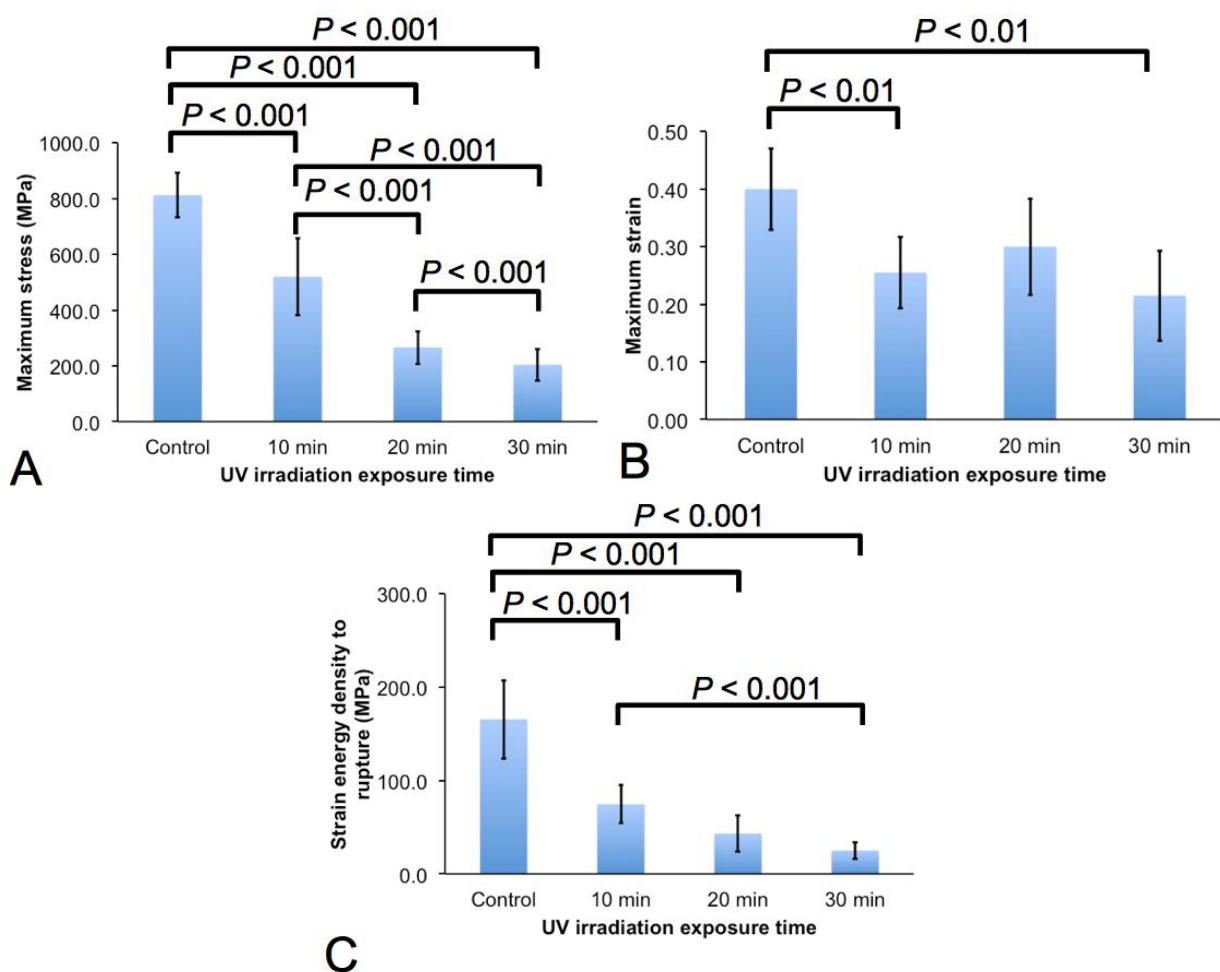 P < 0.001
P < 0.001
P < 0.001
P < 0.001
P < 0.001
P < 0.001
Maximum stress (MPa)
1000.0
800.0
600.0
400.0
200.0
0.0
Control 10 min 20 min 30 min
UV irradiation exposure time
A
P < 0.01
P < 0.01
Maximum strain
0.50
0.40
0.30
0.20
0.10
0.00
Control 10 min 20 min 30 min
UV irradiation exposure time
B
P < 0.001
P < 0.001
P < 0.001
P < 0.001
Strain energy density to
rupture (MPa)
300.0
200.0
100.0
0.0
Control 10 min 20 min 30 min
UV irradiation exposure time
C